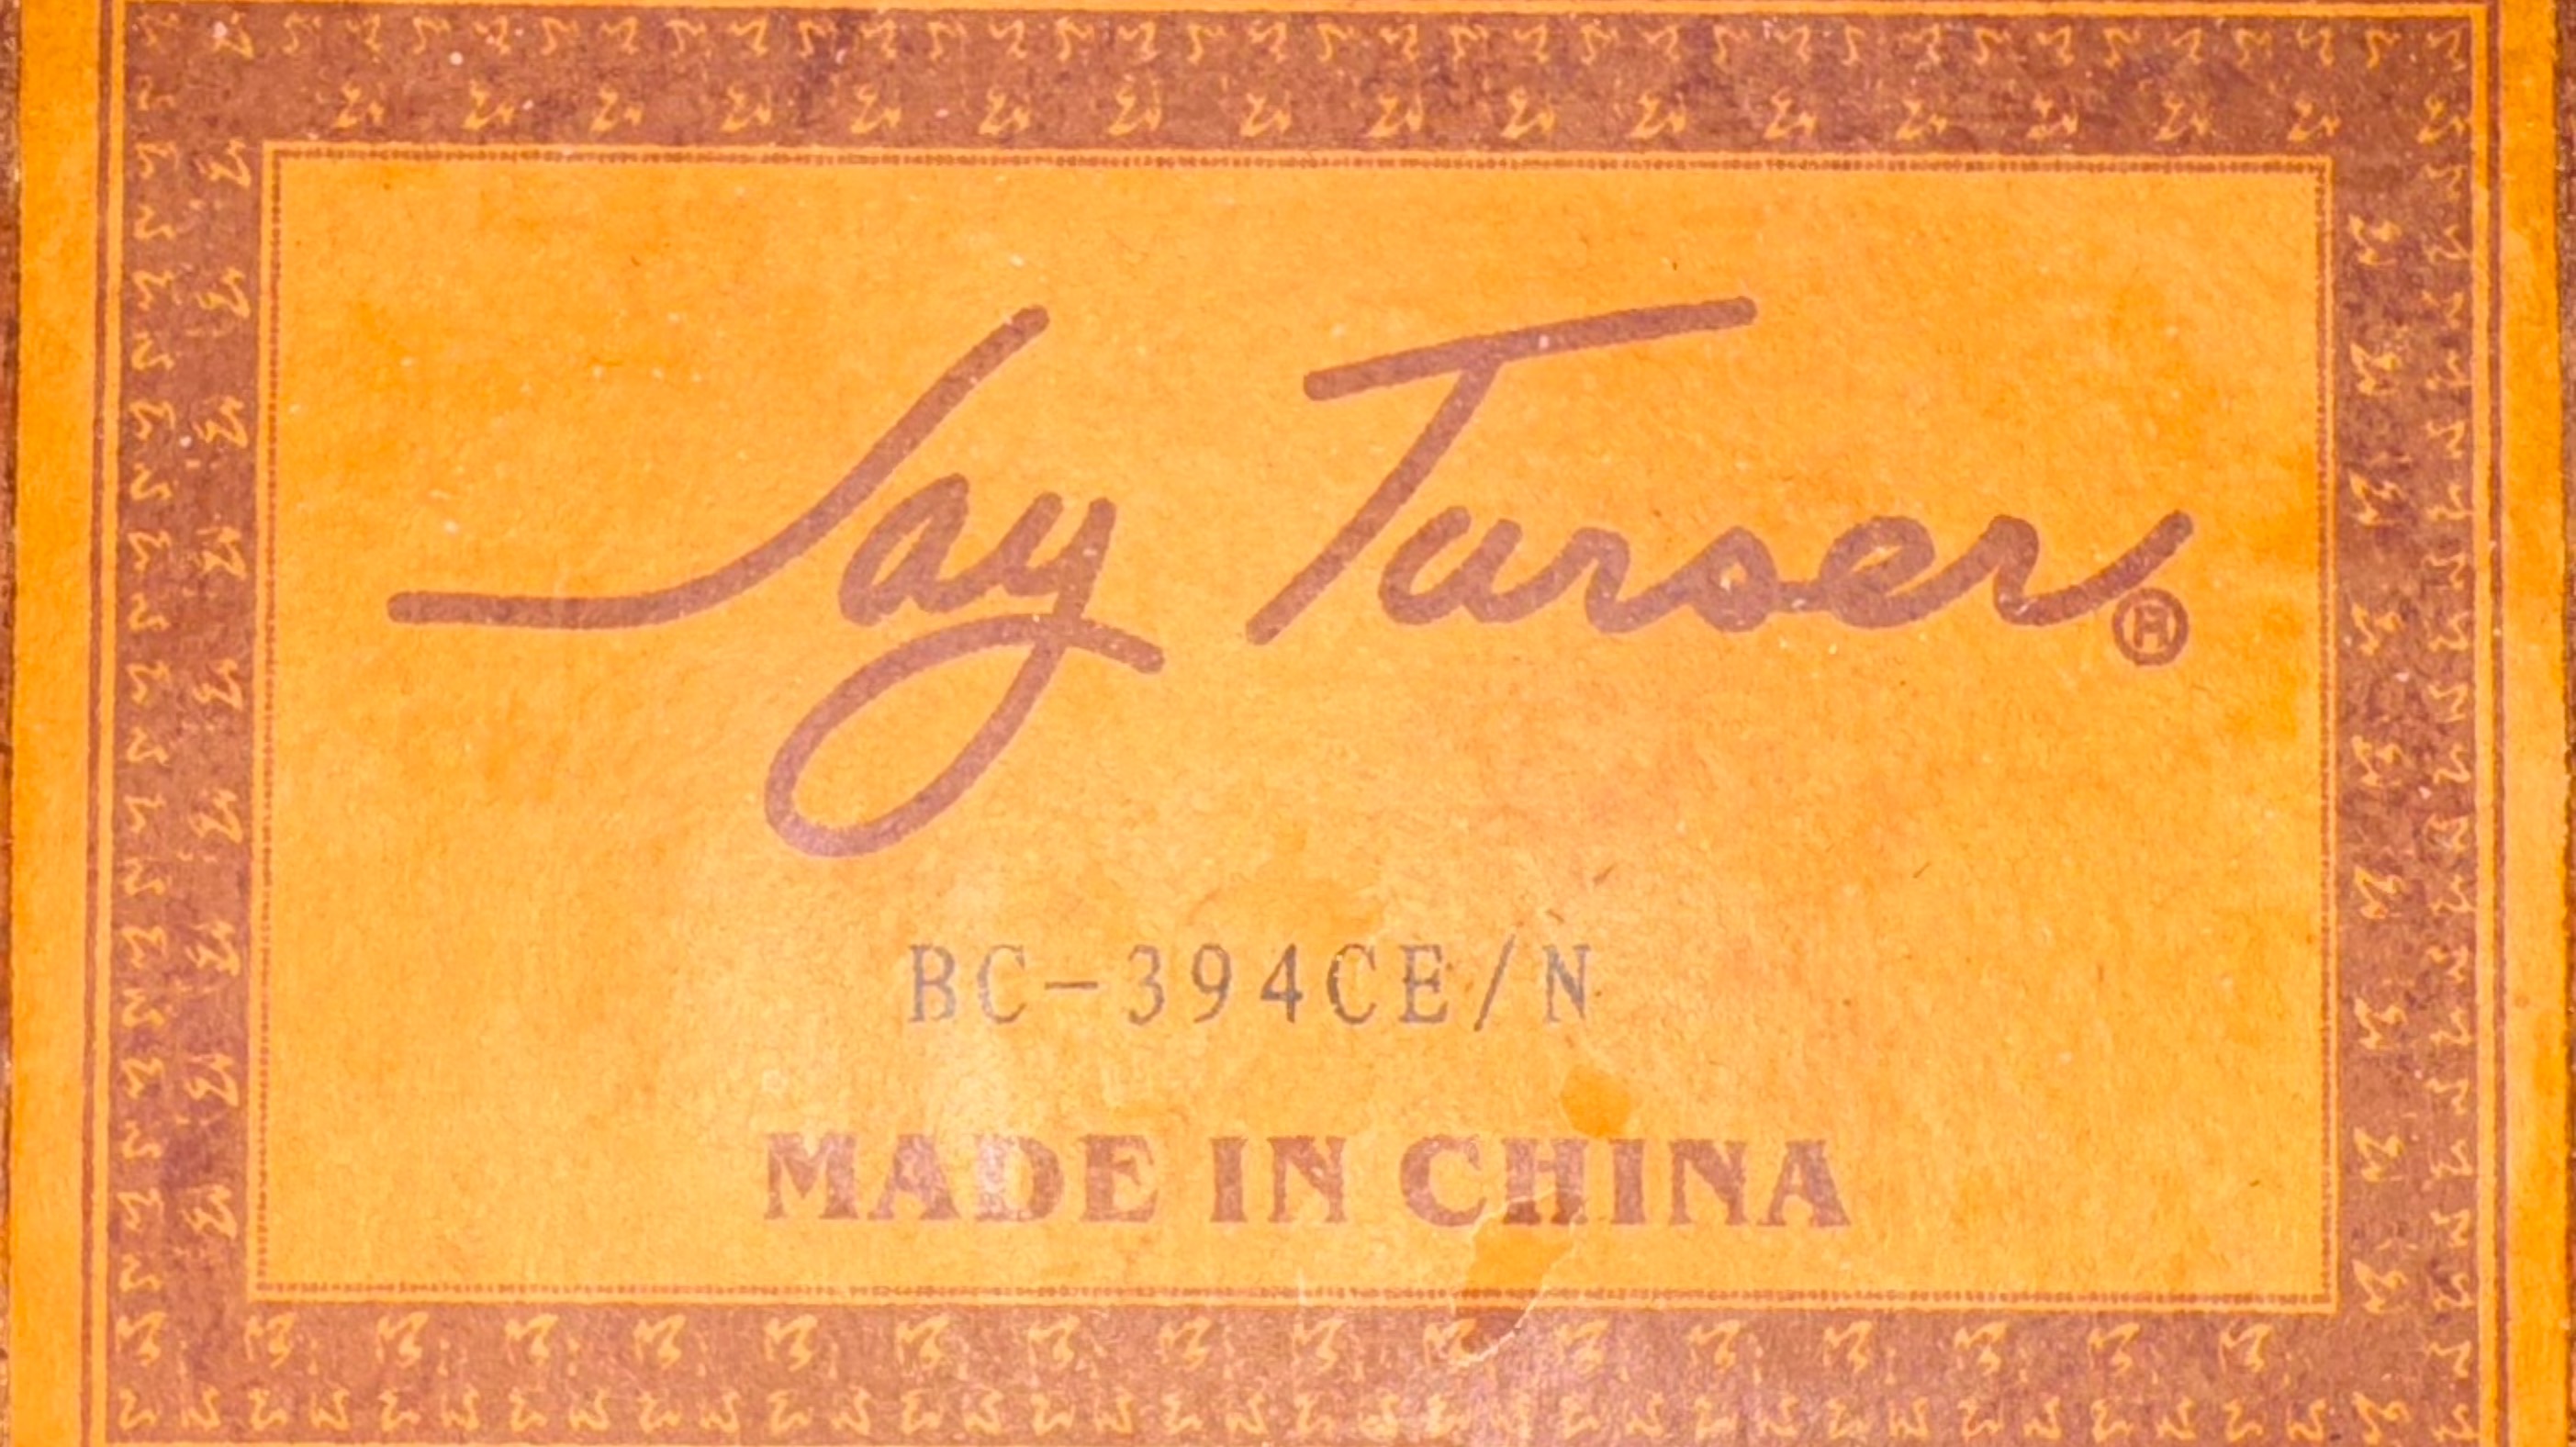 Jay Turser®
BC-394CE/N
MADE IN CHINA